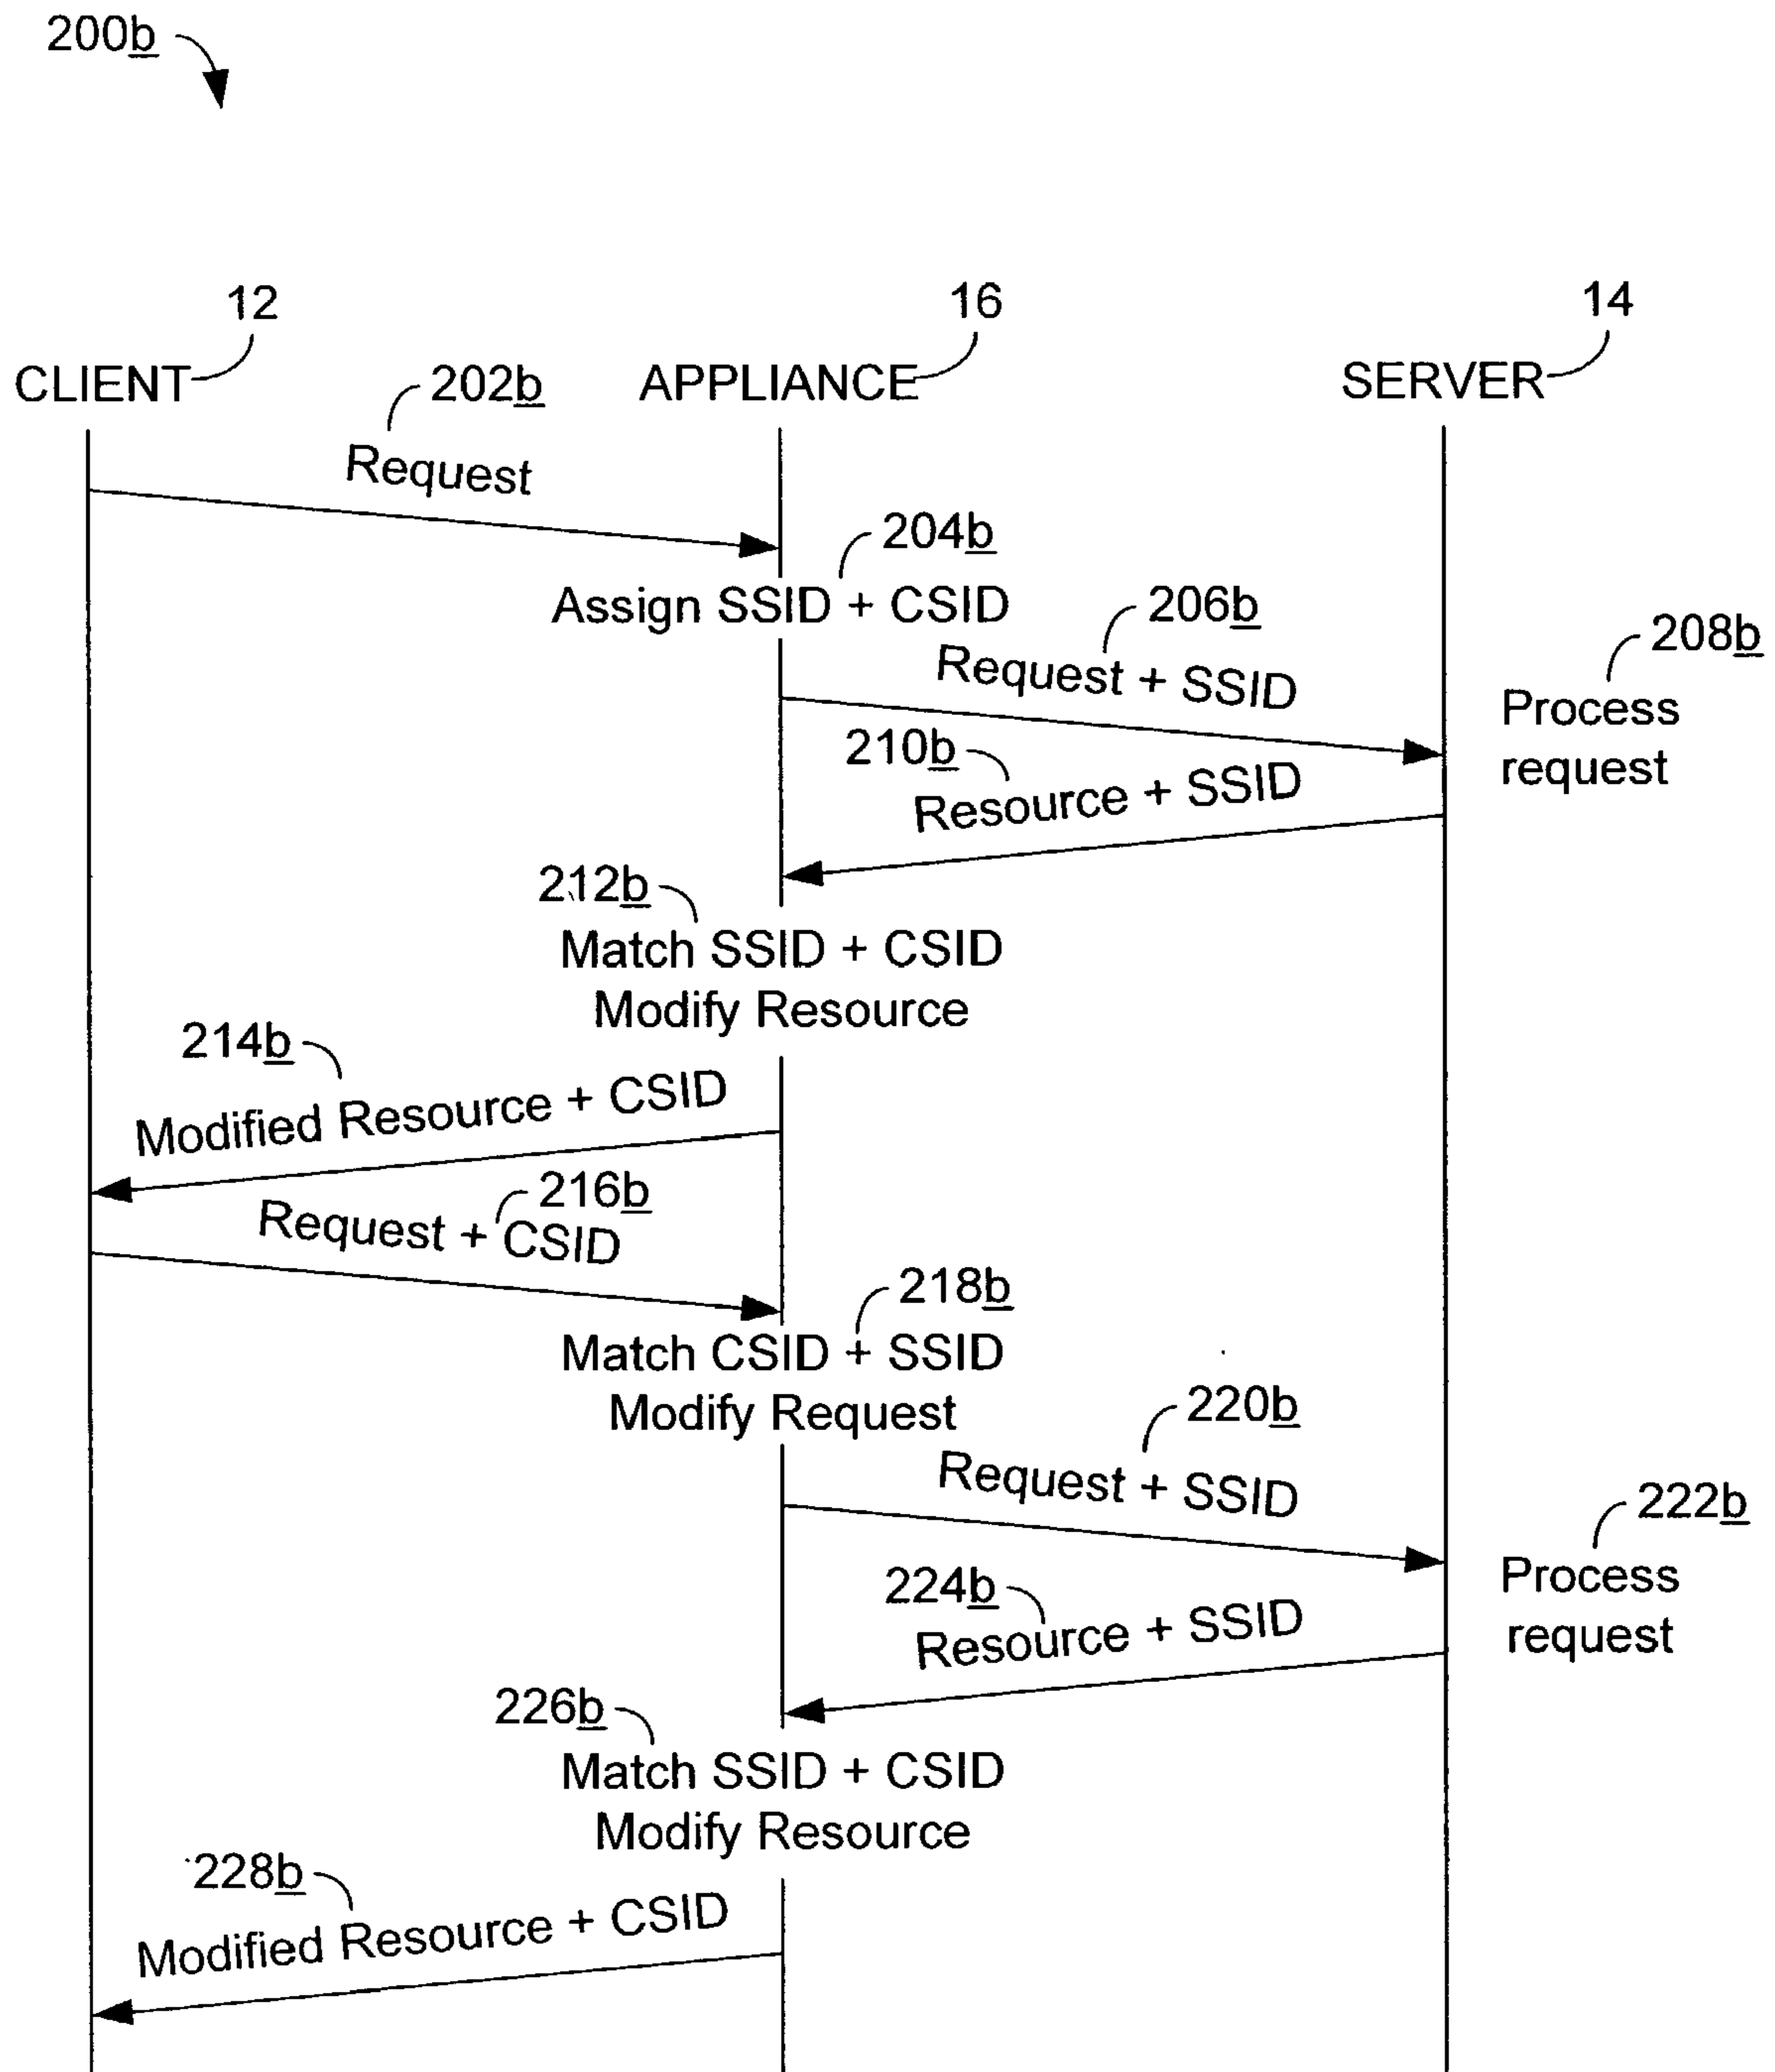 200b
12
16
14
CLIENT
202b
APPLIANCE
SERVER
Request
204b
Assign SSID + CSID
206b
208b
Request + SSID
Process
request
210b
Resource + SSID
212b
Match SSID + CSID
Modify Resource
214b
Modified Resource + CSID
216b
Request + CSID
218b
Match CSID + SSID
Modify Request
220b
Request + SSID
222b
Process
request
224b
Resource + SSID
226b
Match SSID + CSID
Modify Resource
228b
Modified Resource + CSID